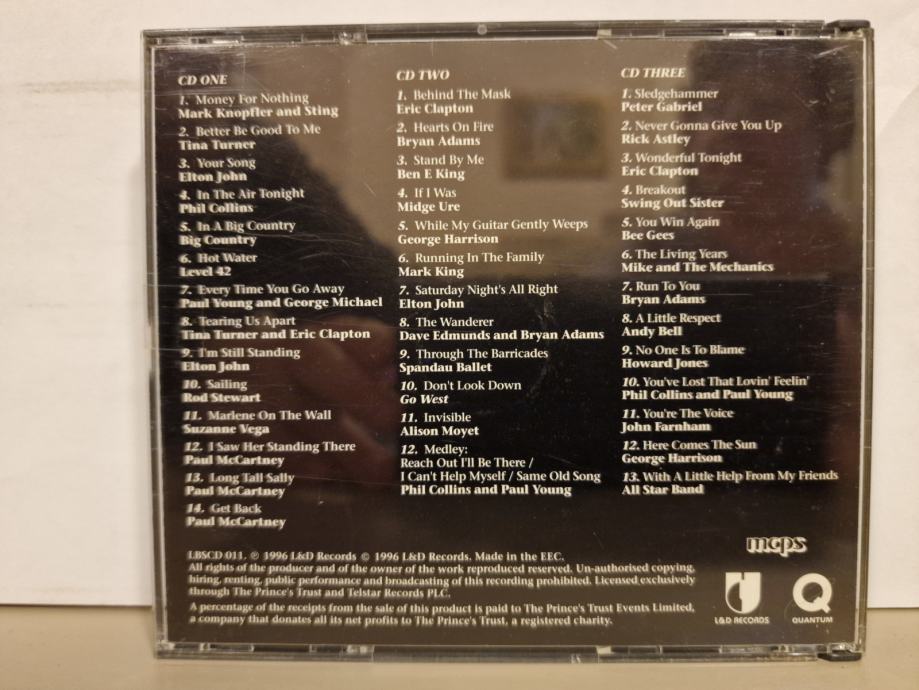 CD ONE
1. Money For Nothing
Mark Knopfler and Sting
2. Better Be Good To Me
Tina Turner
3. Your Song
Elton John
4. In The Air Tonight
Phil Collins
5. In A Big Country
Big Country
6. Hot Water
Level 42
7. Every Time You Go Away
Paul Young and George Michael
8. Tearing Us Apart
Tina Turner and Eric Clapton
9. I'm Still Standing
Elton John
10. Sailing
Rod Stewart
11. Marlene On The Wall
Suzanne Vega
12. I Saw Her Standing There
Paul McCartney
13. Long Tall Sally
Paul McCartney
14. Get Back
Paul McCartney
CD TWO
1. Behind The Mask
Eric Clapton
2. Hearts On Fire
Bryan Adams
3. Stand By Me
Ben E King
4. If I Was
Midge Ure
5. While My Guitar Gently Weeps
George Harrison
6. Running In The Family
Mark King
7. Saturday Night's All Right
Elton John
8. The Wanderer
Dave Edmunds and Bryan Adams
9. Through The Barricades
Spandau Ballet
10. Don't Look Down
Go West
11. Invisible
Alison Moyet
12. Medley:
Reach Out I'll Be There /
I Can't Help Myself / Same Old Song
Phil Collins and Paul Young
CD THREE
1. Sledgehammer
Peter Gabriel
2. Never Gonna Give You Up
Rick Astley
3. Wonderful Tonight
Eric Clapton
4. Breakout
Swing Out Sister
5. You Win Again
Bee Gees
6. The Living Years
Mike and The Mechanics
7. Run To You
Bryan Adams
8. A Little Respect
Andy Bell
9. No One Is To Blame
Howard Jones
10. You've Lost That Lovin' Feelin'
Phil Collins and Paul Young
11. You're The Voice
John Farnham
12. Here Comes The Sun
George Harrison
13. With A Little Help From My Friends
All Star Band
LBSCD 011. ℗ 1996 L&D Records © 1996 L&D Records. Made in the EEC.
All rights of the producer and of the owner of the work reproduced reserved. Un-authorised copying,
hiring, renting, public performance and broadcasting of this recording prohibited. Licensed exclusively
through The Prince's Trust and Telstar Records PLC.
A percentage of the receipts from the sale of this product is paid to The Prince's Trust Events Limited,
a company that donates all its net profits to The Prince's Trust, a registered charity.
mcps
L&D RECORDS
QUANTUM